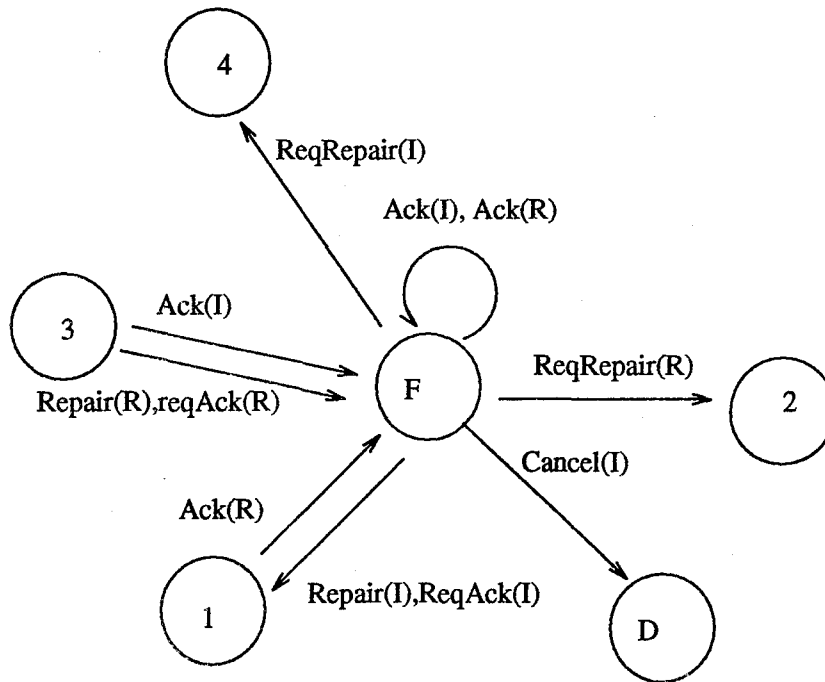 4
ReqRepair(I)
Ack(I), Ack(R)
Ack(I)
3
ReqRepair(R)
F
2
Repair(R),reqAck(R)
Cancel(I)
Ack(R)
Repair(I),ReqAck(I)
1
D